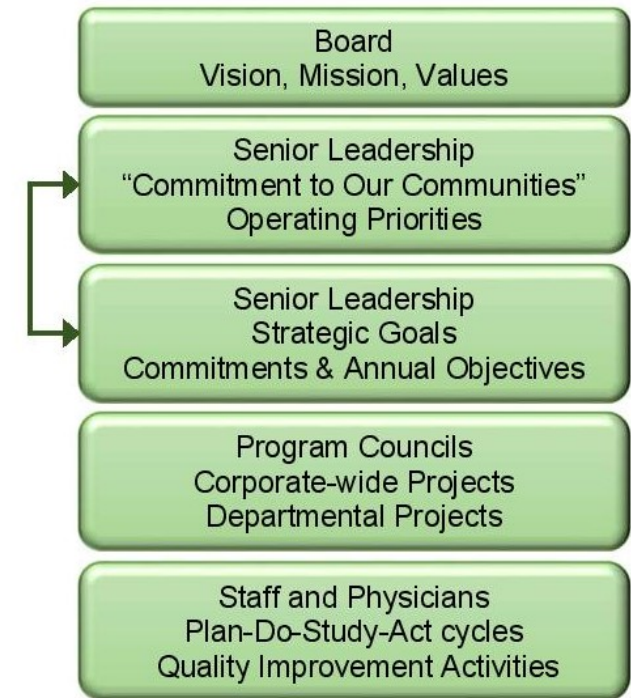 Board
Vision, Mission, Values
Senior Leadership
“Commitment to Our Communities”
Operating Priorities
Senior Leadership
Strategic Goals
Commitments & Annual Objectives
Program Councils
Corporate-wide Projects
Departmental Projects
Staff and Physicians
Plan-Do-Study-Act cycles
Quality Improvement Activities